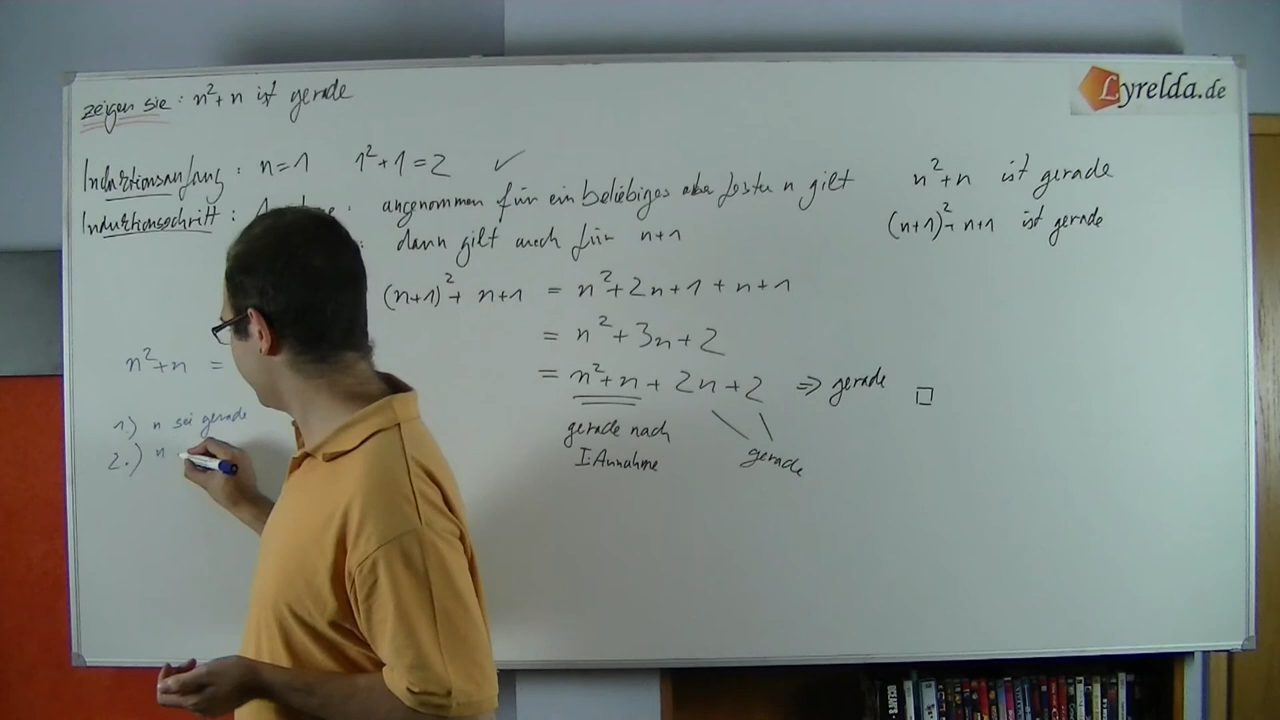 zeigen sie : n²+n ist gerade
Lyrelda.de
Induktionsanfang : n=1 1²+1=2 ✓
Induktionsschritt : angenommen für ein beliebiges aber festes n gilt n²+n ist gerade
: dann gilt auch für n+1 (n+1)²+ n+1 ist gerade
(n+1)²+ n+1 = n²+2n+1+n+1
= n²+3n+2
n²+n =
= n²+n + 2n+2 ⇒ gerade □
1.) n sei gerade
gerade nach
2.) n
I.Annahme
gerade